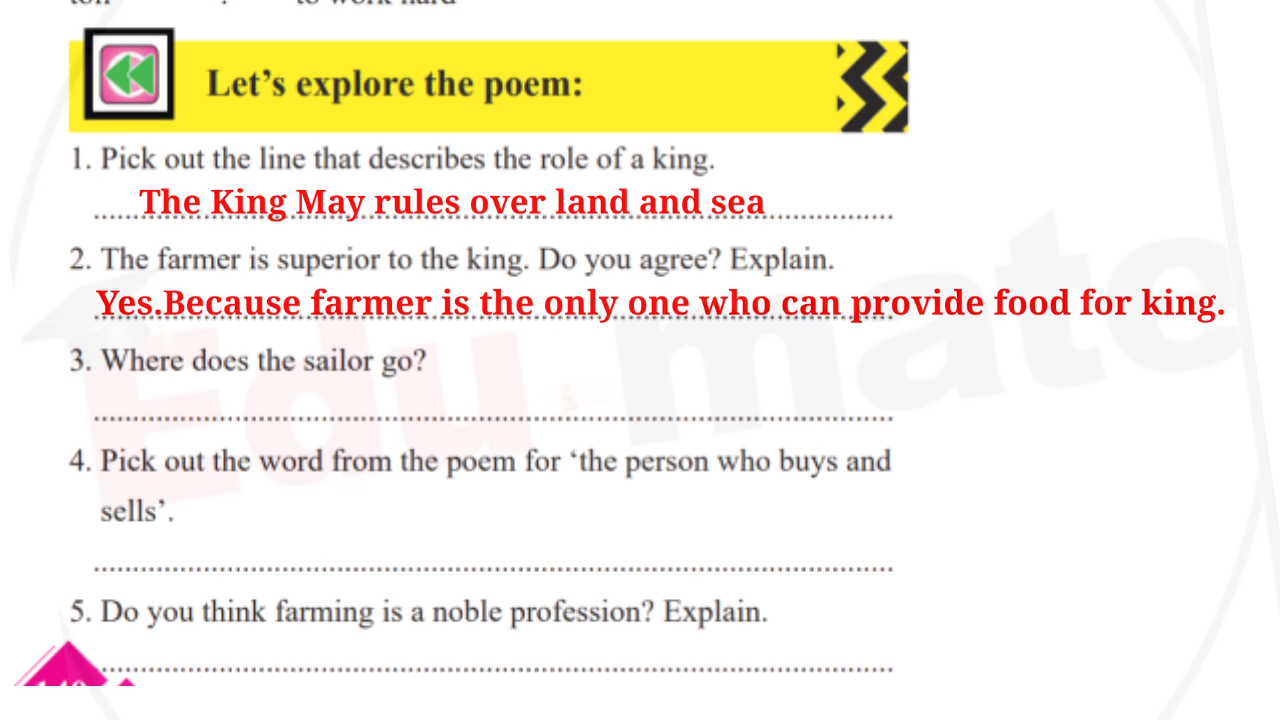 Let's explore the poem:
1. Pick out the line that describes the role of a king.
The King May rules over land and sea
2. The farmer is superior to the king. Do you agree? Explain.
Yes.Because farmer is the only one who can provide food for king.
3. Where does the sailor go?
4. Pick out the word from the poem for ‘the person who buys and
sells’.
5. Do you think farming is a noble profession? Explain.
Edu mate